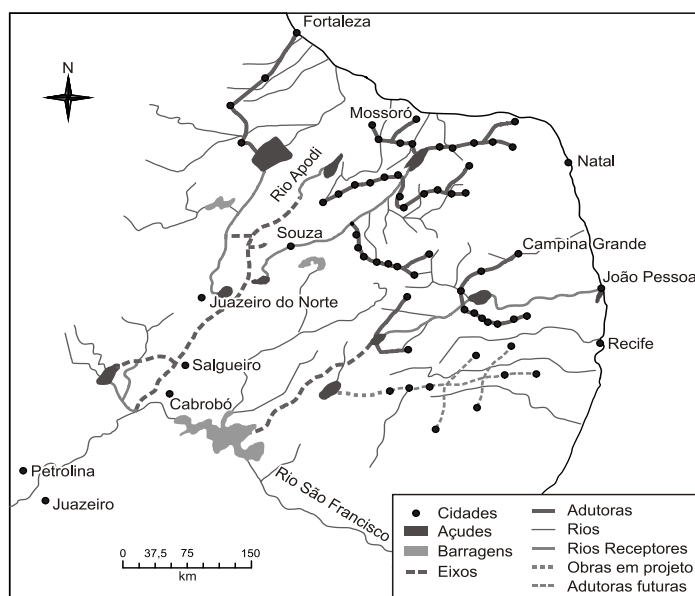 Fortaleza
N
Mossoró
Natal
Rio Apodi
Souza
Campina Grande
João Pessoa
Juazeiro do Norte
Recife
Salgueiro
Cabrobó
Petrolina
Juazeiro
Rio São Francisco
0 37,5 75 150
km
Cidades
Açudes
Barragens
Eixos
Adutoras
Rios
Rios Receptores
Obras em projeto
Adutoras futuras